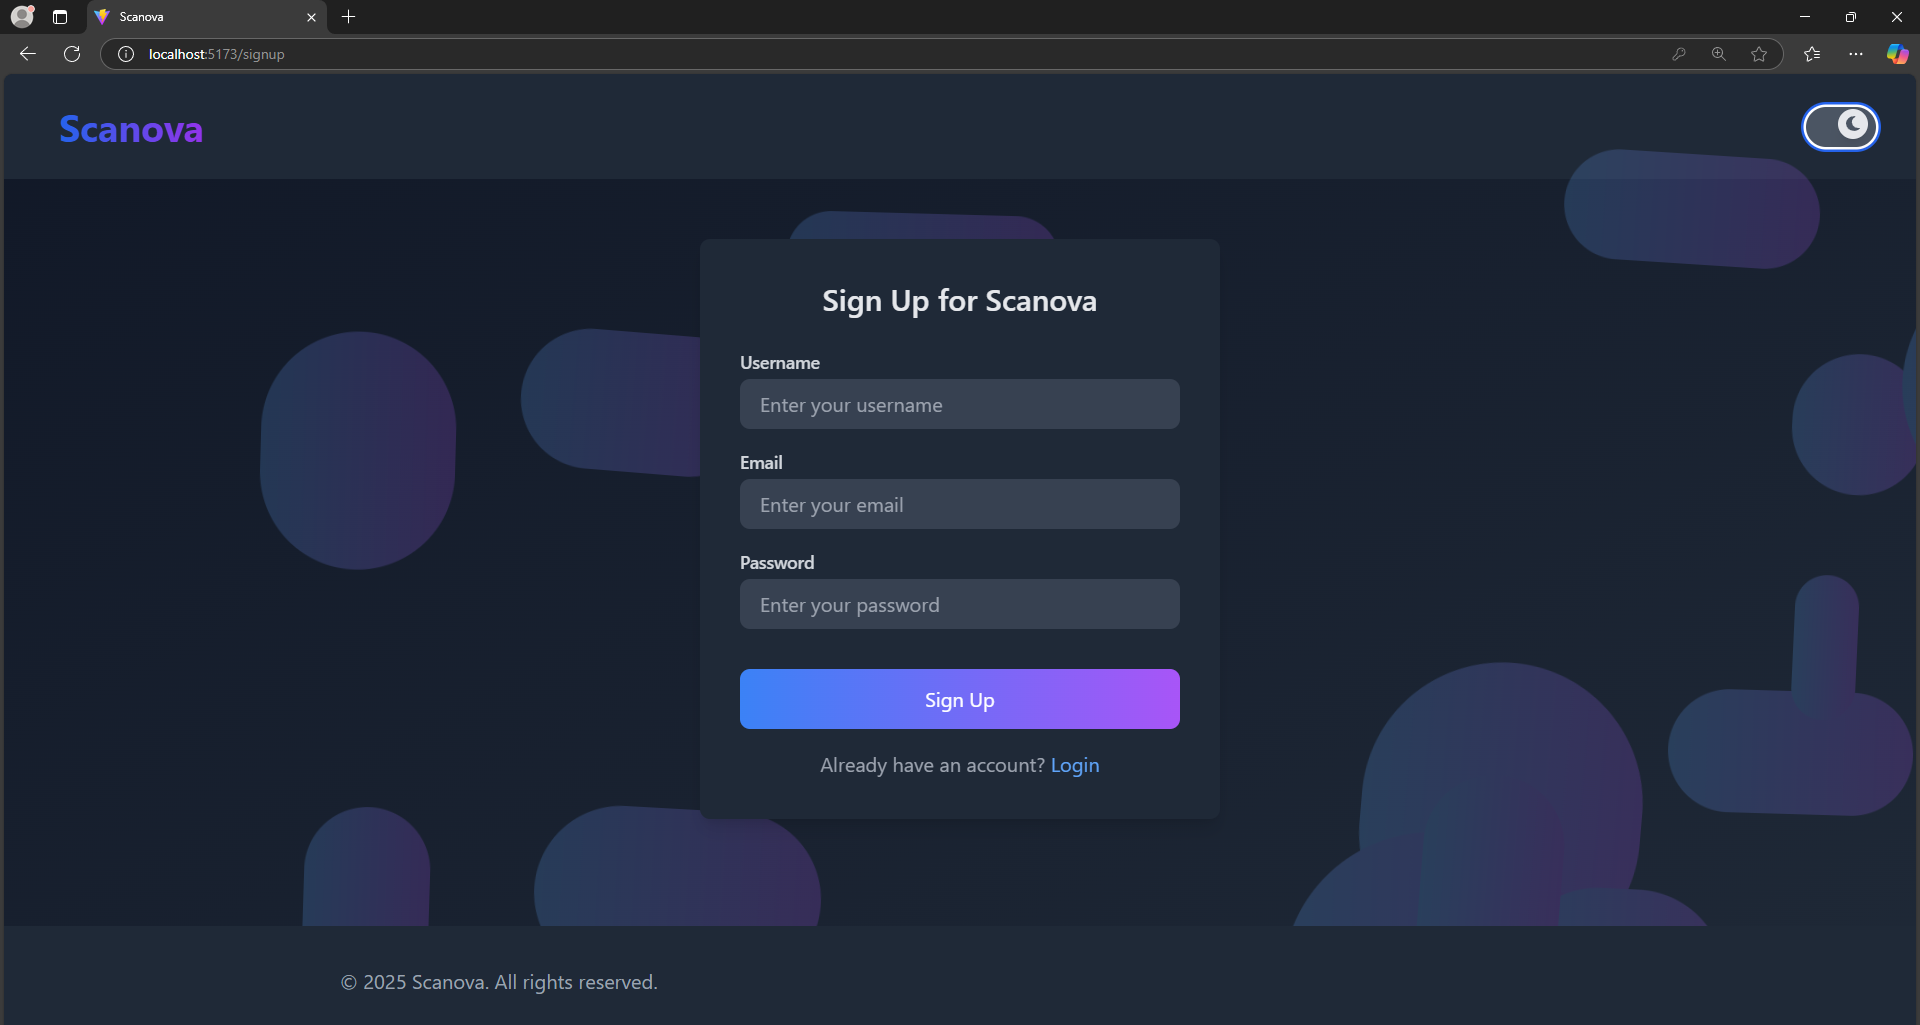 Scanova
localhost:5173/signup
Scanova
Sign Up for Scanova
Username
Enter your username
Email
Enter your email
Password
Enter your password
Sign Up
Already have an account? Login
© 2025 Scanova. All rights reserved.